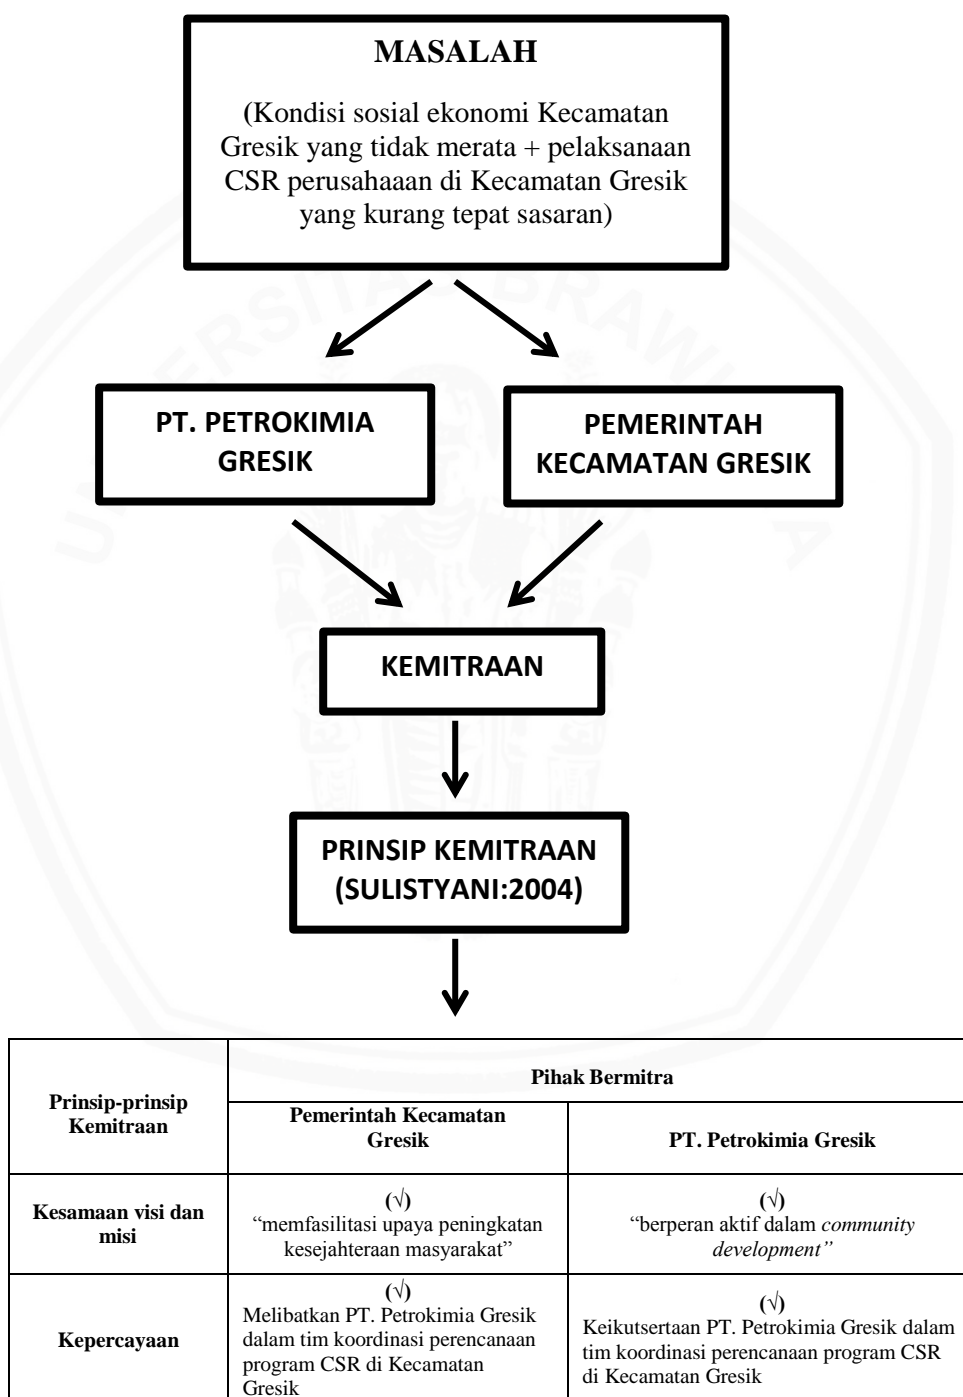 MASALAH
(Kondisi sosial ekonomi Kecamatan
Gresik yang tidak merata + pelaksanaan
CSR perusahaaan di Kecamatan Gresik
yang kurang tepat sasaran)
PT. PETROKIMIA
GRESIK
PEMERINTAH
KECAMATAN GRESIK
KEMITRAAN
PRINSIP KEMITRAAN
(SULISTYANI:2004)
Prinsip-prinsip
Kemitraan
Pihak Bermitra
Pemerintah Kecamatan
Gresik
PT. Petrokimia Gresik
Kesamaan visi dan
misi
(√)
“memfasilitasi upaya peningkatan
kesejahteraan masyarakat”
(√)
“berperan aktif dalam community
development”
Kepercayaan
(√)
Melibatkan PT. Petrokimia Gresik
dalam tim koordinasi perencanaan
program CSR di Kecamatan
Gresik
(√)
Keikutsertaan PT. Petrokimia Gresik dalam
tim koordinasi perencanaan program CSR
di Kecamatan Gresik
UNIVERSITAS BRAWIJAYA